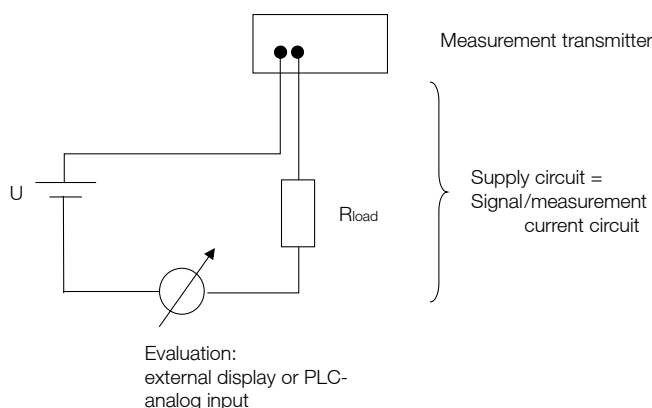 Measurement transmitter
U
Rload
Supply circuit =
Signal/measurement
current circuit
Evaluation:
external display or PLC-
analog input